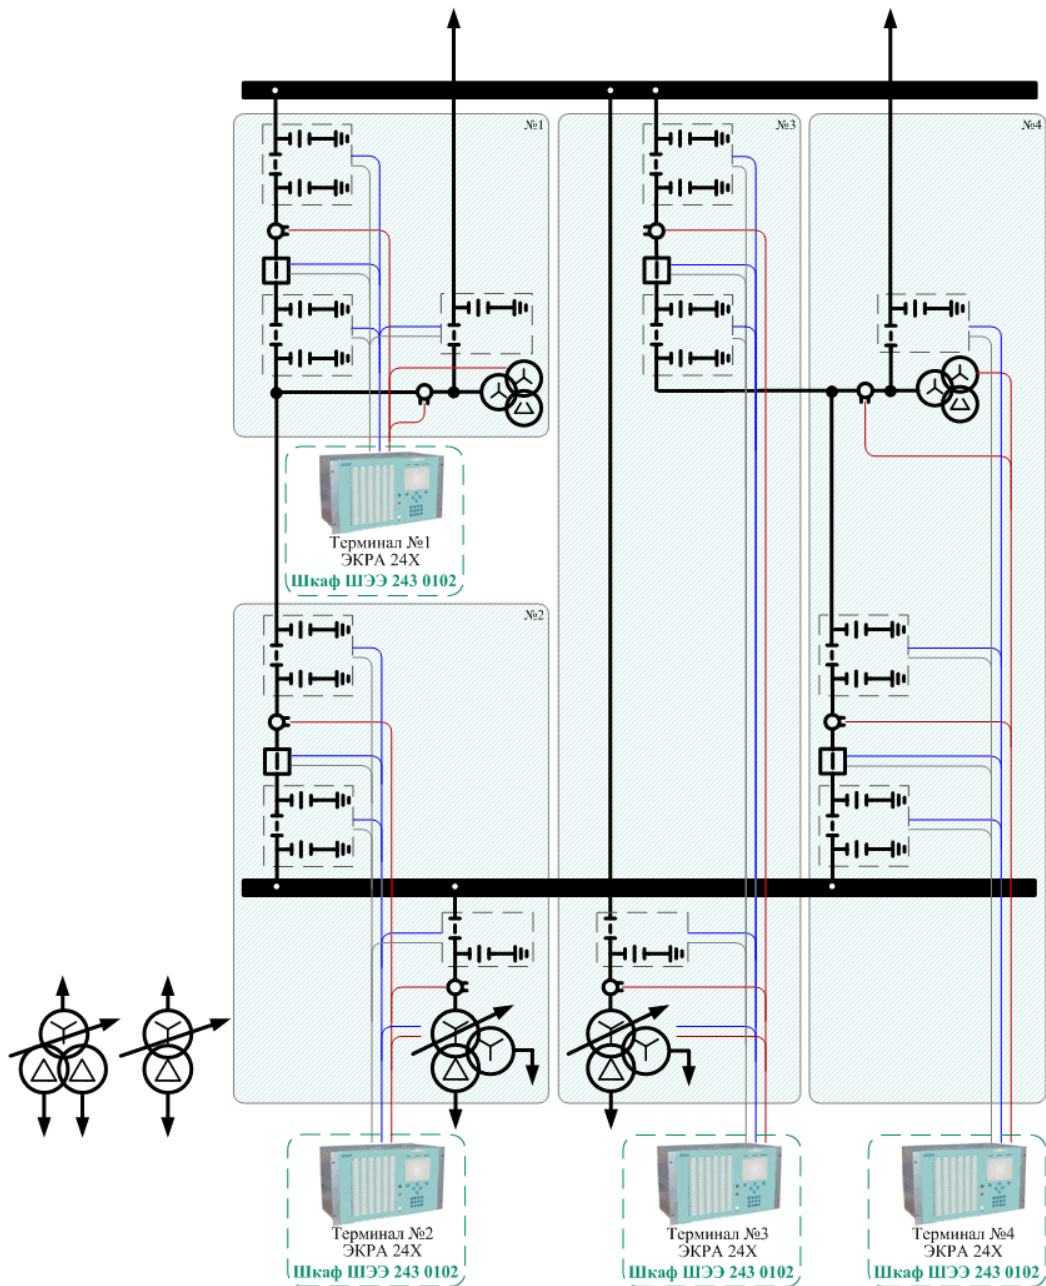 №1
№3
№4
Терминал №1
ЭКРА 24Х
Шкаф ШЭЭ 243 0102
№2
Терминал №2
ЭКРА 24Х
Шкаф ШЭЭ 243 0102
Терминал №3
ЭКРА 24Х
Шкаф ШЭЭ 243 0102
Терминал №4
ЭКРА 24Х
Шкаф ШЭЭ 243 0102